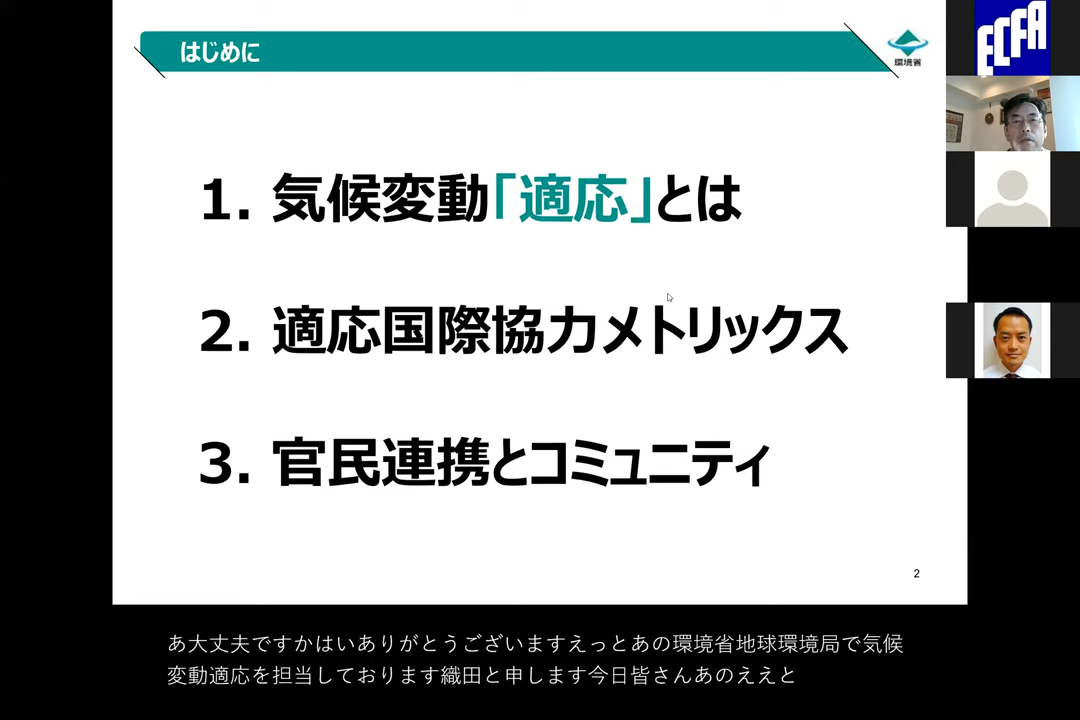 はじめに
環境省
ECFA
1. 気候変動「適応」とは
2. 適応国際協力メトリックス
3. 官民連携とコミュニティ
2
あ大丈夫ですかはいありがとうございますえっとあの環境省地球環境局で気候
変動適応を担当しております織田と申します今日皆さんあのええと